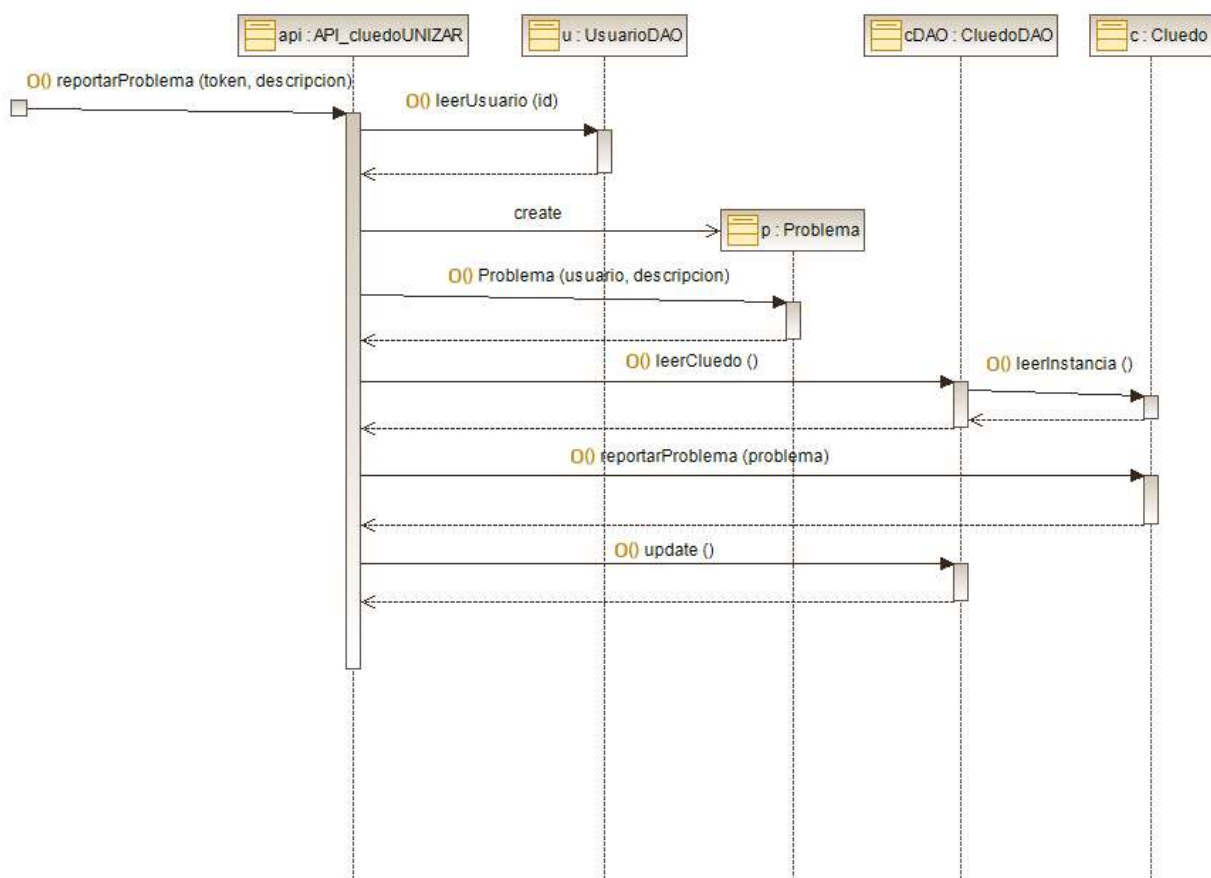 api : API_cluedoUNIZAR
u : UsuarioDAO
cDAO : CluedoDAO
c : Cluedo
O() reportarProblema (token, descripcion)
O() leerUsuario (id)
create
p : Problema
O() Problema (usuario, descripcion)
O() leerCluedo ()
O() leerInstancia ()
O() reportarProblema (problema)
O() update ()